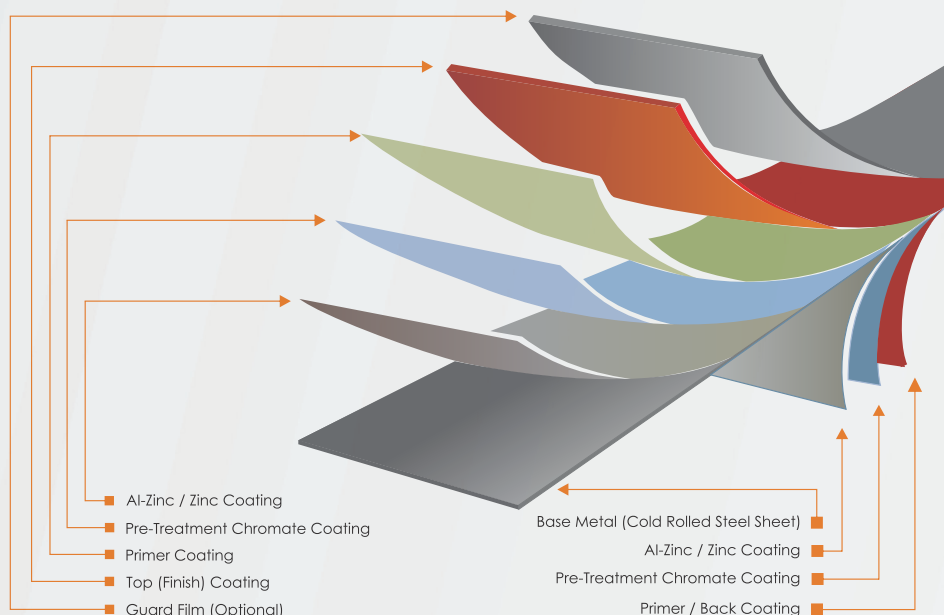 Al-Zinc / Zinc Coating
Pre-Treatment Chromate Coating
Primer Coating
Top (Finish) Coating
Guard Film (Optional)
Base Metal (Cold Rolled Steel Sheet)
Al-Zinc / Zinc Coating
Pre-Treatment Chromate Coating
Primer / Back Coating